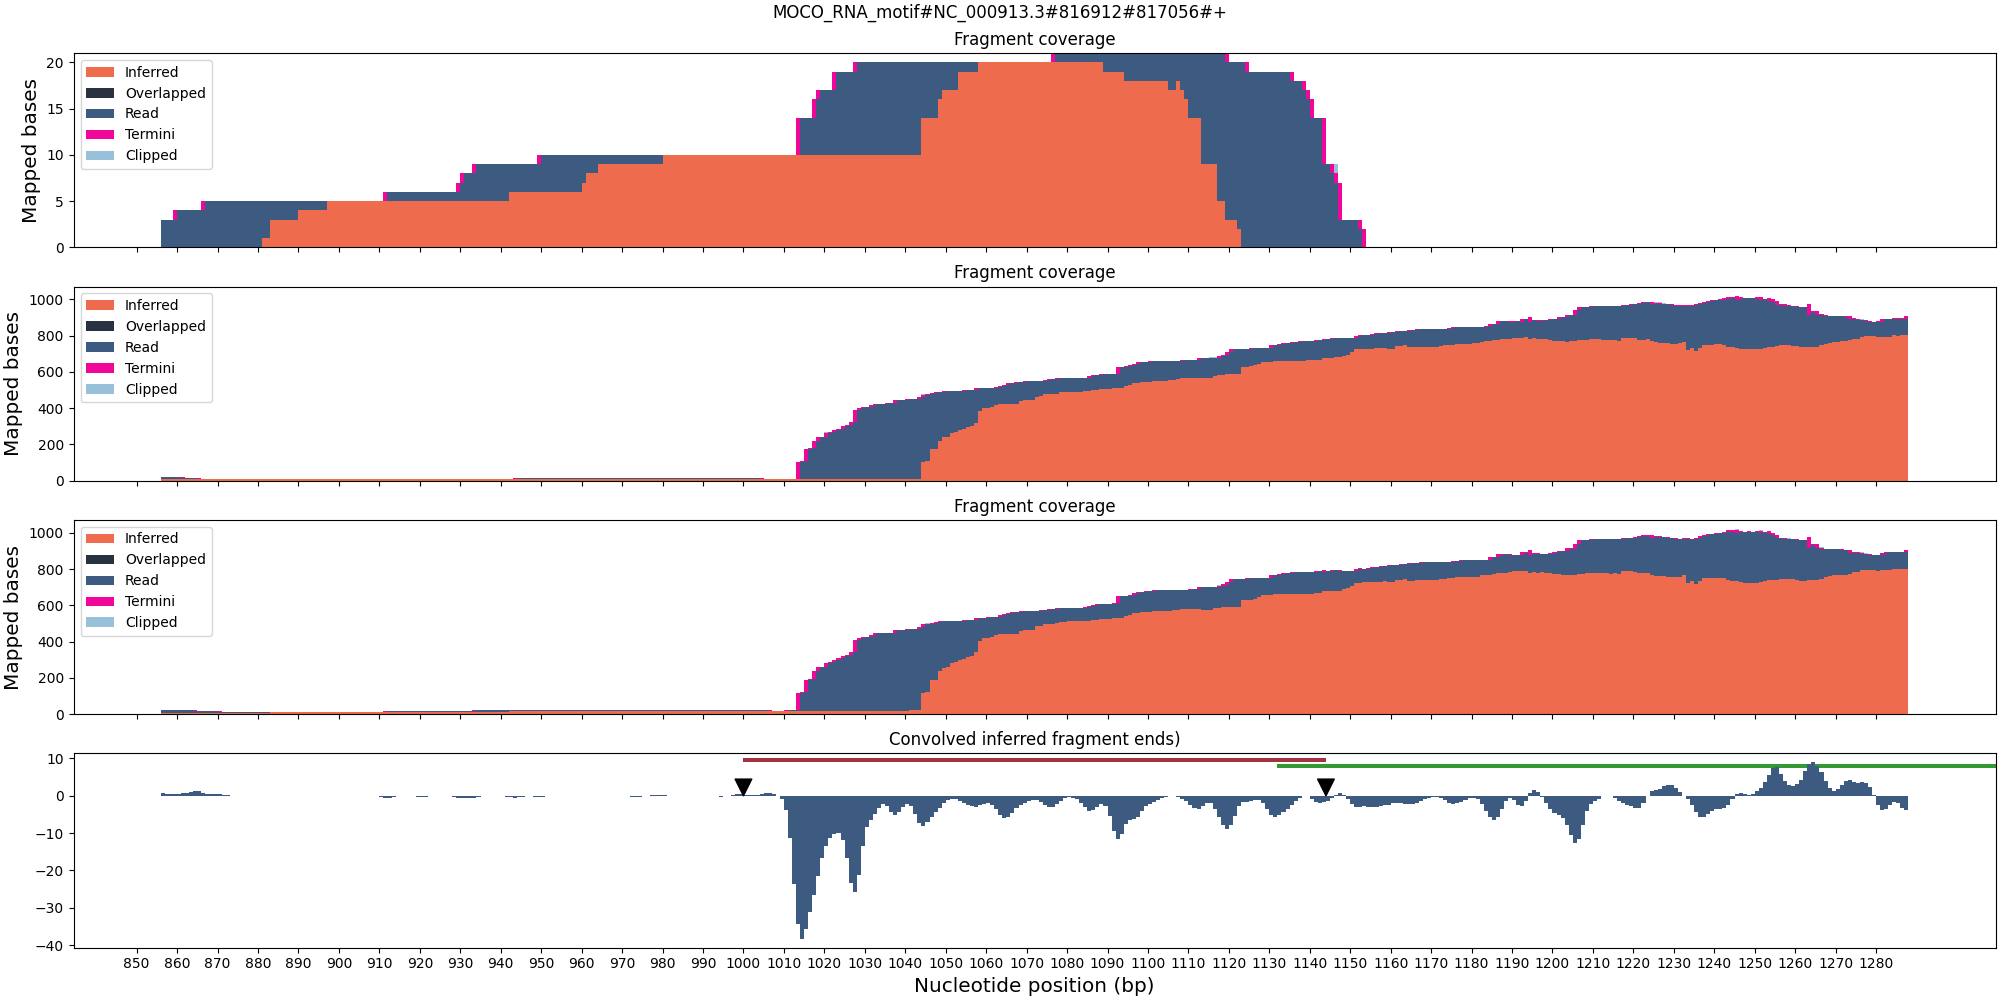 MOCO_RNA_motif#NC_000913.3#816912#817056#+
Fragment coverage
Mapped bases
20
15
10
5
0
Inferred
Overlapped
Read
Termini
Clipped
Fragment coverage
Mapped bases
1000
800
600
400
200
0
Inferred
Overlapped
Read
Termini
Clipped
Fragment coverage
Mapped bases
1000
800
600
400
200
0
Inferred
Overlapped
Read
Termini
Clipped
Convolved inferred fragment ends)
10
0
−10
−20
−30
−40
850 860 870 880 890 900 910 920 930 940 950 960 970 980 990 1000 1010 1020 1030 1040 1050 1060 1070 1080 1090 1100 1110 1120 1130 1140 1150 1160 1170 1180 1190 1200 1210 1220 1230 1240 1250 1260 1270 1280
Nucleotide position (bp)